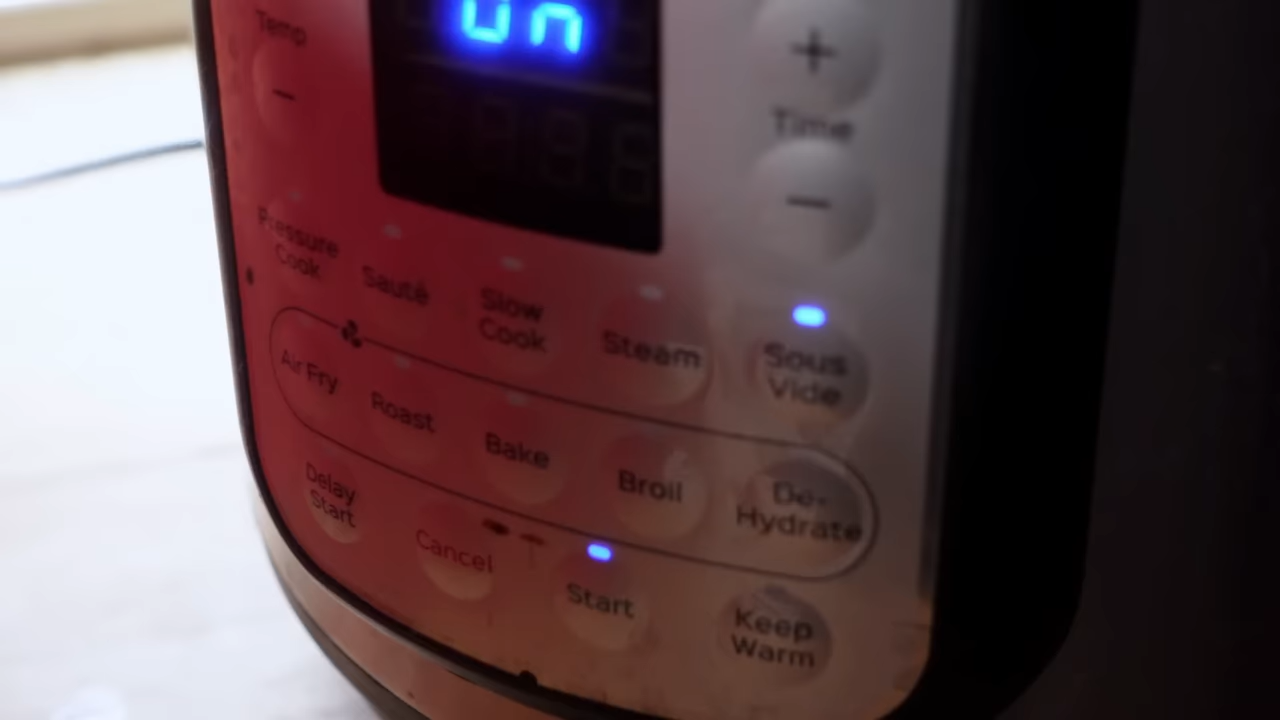 On
Temp
–
+
Time
–
Pressure
Cook
Sauté
Slow
Cook
Steam
Sous
Vide
Air Fry
Roast
Bake
Broil
De-
Hydrate
Delay
Start
Cancel
Start
Keep
Warm